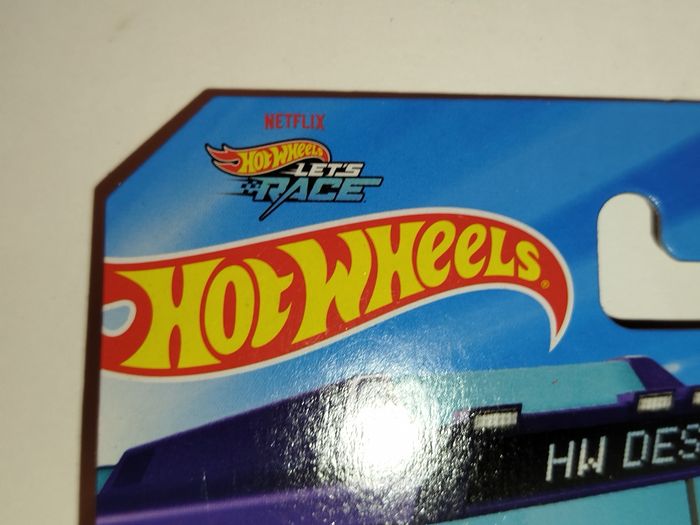 NETFLIX
HOT WHEELS
LET'S
RACE
HOT WHEELS®
HW DES